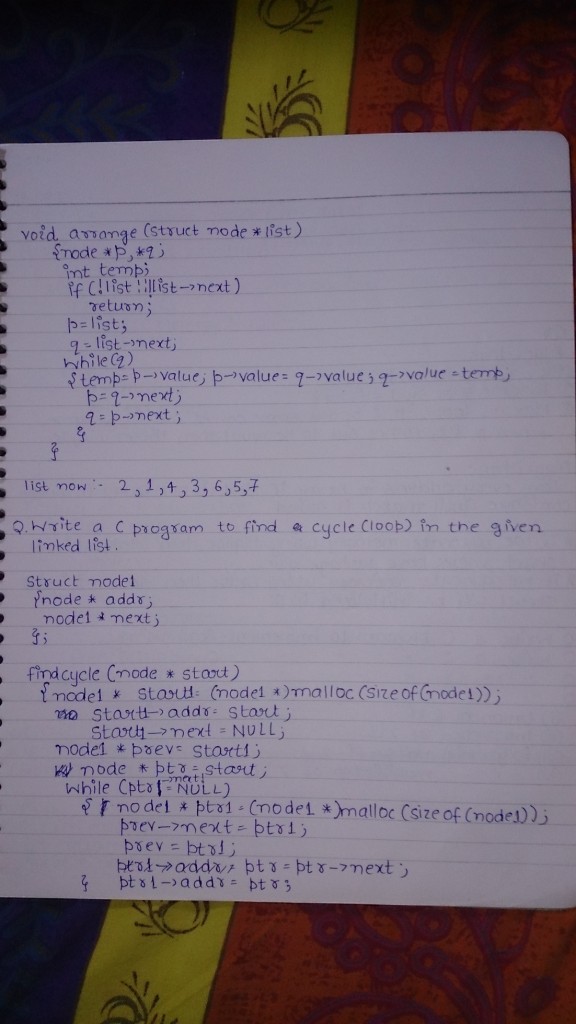 void arrange (struct node * list)
{node *p, *q;
int temp;
if (!list || !list->next)
return;
p=list;
q=list->next;
while(q)
{ temp=p->value; p->value= q->value; q->value=temp;
p=q->next;
q=p->next;
}
}
list now :- 2,1,4,3,6,5,7
Q. Write a C program to find a cycle (loop) in the given
linked list.
Struct node1
{node * addr;
node1 * next;
};
findcycle (node * start)
{node1 * start1= (node1 *)malloc(sizeof(node1));
start1->addr= start;
start1->next = NULL;
node1 * prev= start1;
node * ptr=start;
while (ptr->next!=NULL)
{ node1 * ptr1=(node1 *)malloc(sizeof(node1));
prev->next=ptr1;
prev=ptr1;
ptr=ptr->next;
} ptr1->addr= ptr;